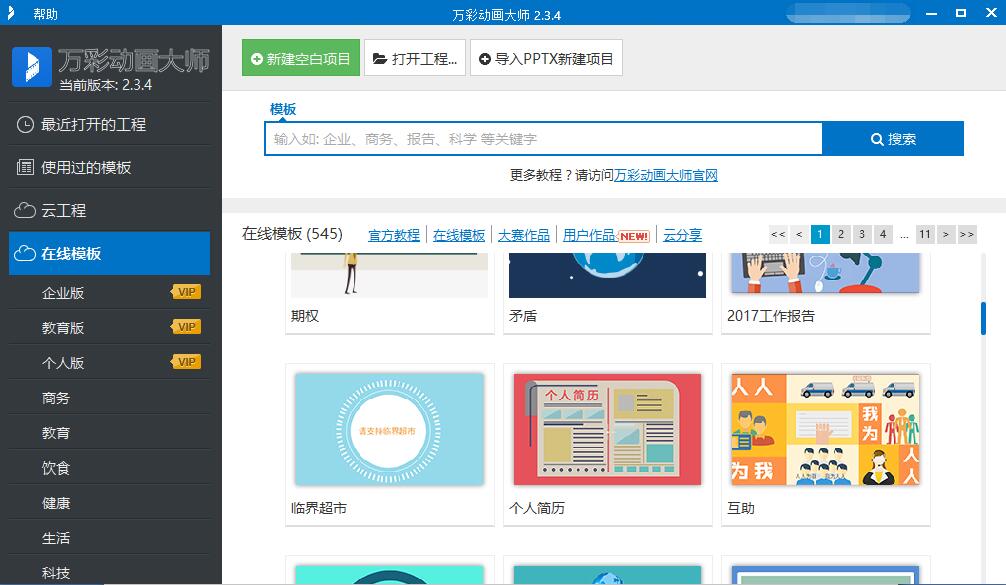 帮助
万彩动画大师 2.3.4
万彩动画大师
当前版本: 2.3.4
新建空白项目
打开工程...
导入PPTX新建项目
最近打开的工程
使用过的模板
云工程
在线模板
企业版 VIP
教育版 VIP
个人版 VIP
商务
教育
饮食
健康
生活
科技
模板
输入如: 企业、商务、报告、科学 等关键字
搜索
更多教程？请访问万彩动画大师官网
在线模板 (545)
官方教程 在线模板 大赛作品 用户作品 NEW! 云分享
<< < 1 2 3 4 ... 11 > >>
期权
矛盾
2017工作报告
请支持临界超市
临界超市
个人简历
个人简历
人人
我为
为我
人人
互助